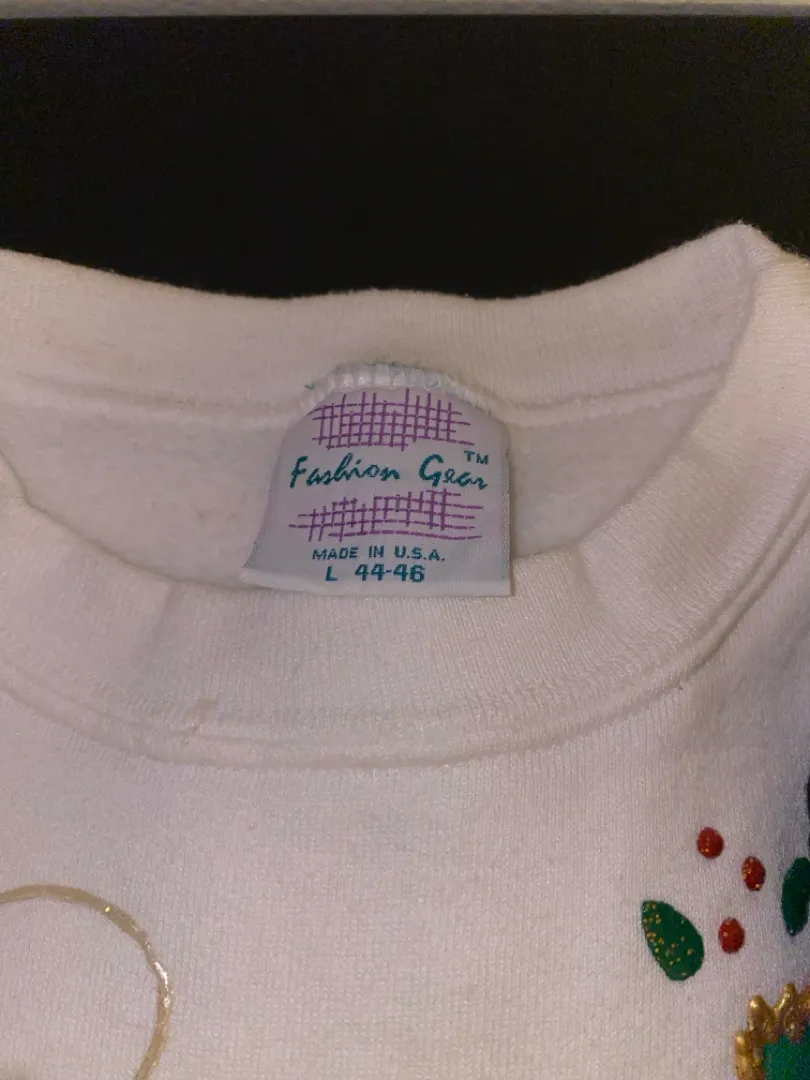 Fashion Gear™
MADE IN U.S.A.
L 44-46